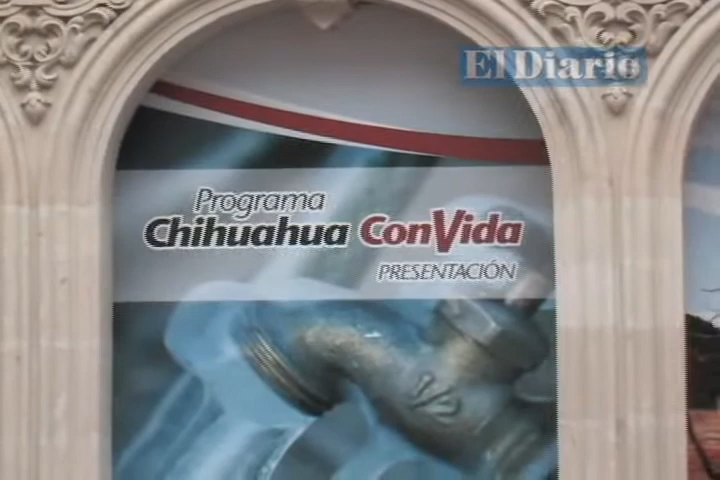 El Diario
Programa
Chihuahua ConVida
PRESENTACIÓN
1/2